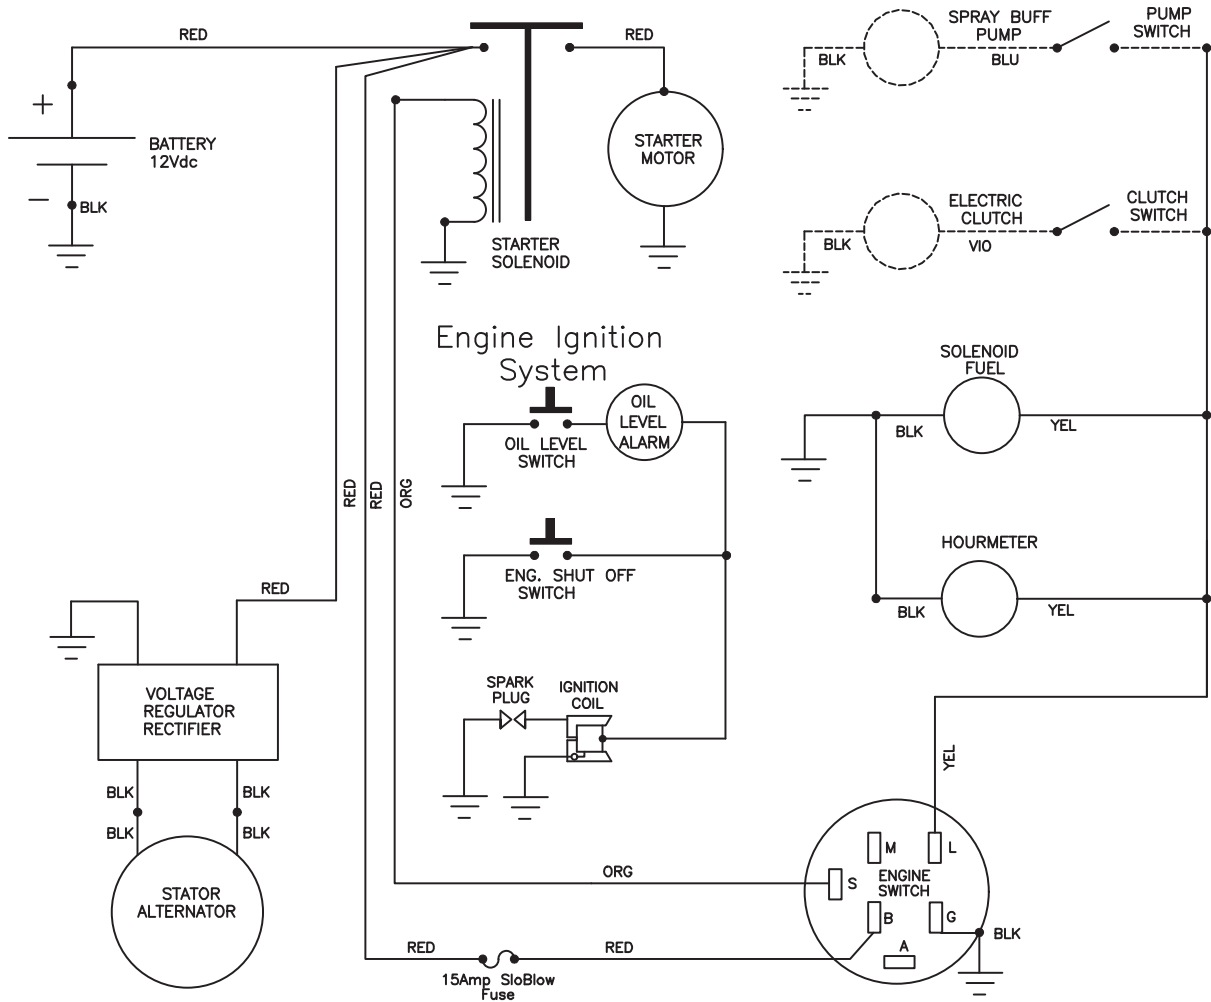 RED
RED
SPRAY BUFF
PUMP
BLU
PUMP
SWITCH
BLK
+
BATTERY
12Vdc
−
BLK
STARTER
MOTOR
STARTER
SOLENOID
ELECTRIC
CLUTCH
VIO
CLUTCH
SWITCH
BLK
Engine Ignition
System
OIL
LEVEL
ALARM
OIL LEVEL
SWITCH
SOLENOID
FUEL
BLK
YEL
RED
RED
ORG
ENG. SHUT OFF
SWITCH
HOURMETER
BLK
YEL
RED
VOLTAGE
REGULATOR
RECTIFIER
SPARK
PLUG
IGNITION
COIL
YEL
BLK
BLK
BLK
BLK
STATOR
ALTERNATOR
ORG
M
L
S
ENGINE
SWITCH
B
G
A
BLK
RED
RED
15Amp SloBlow
Fuse